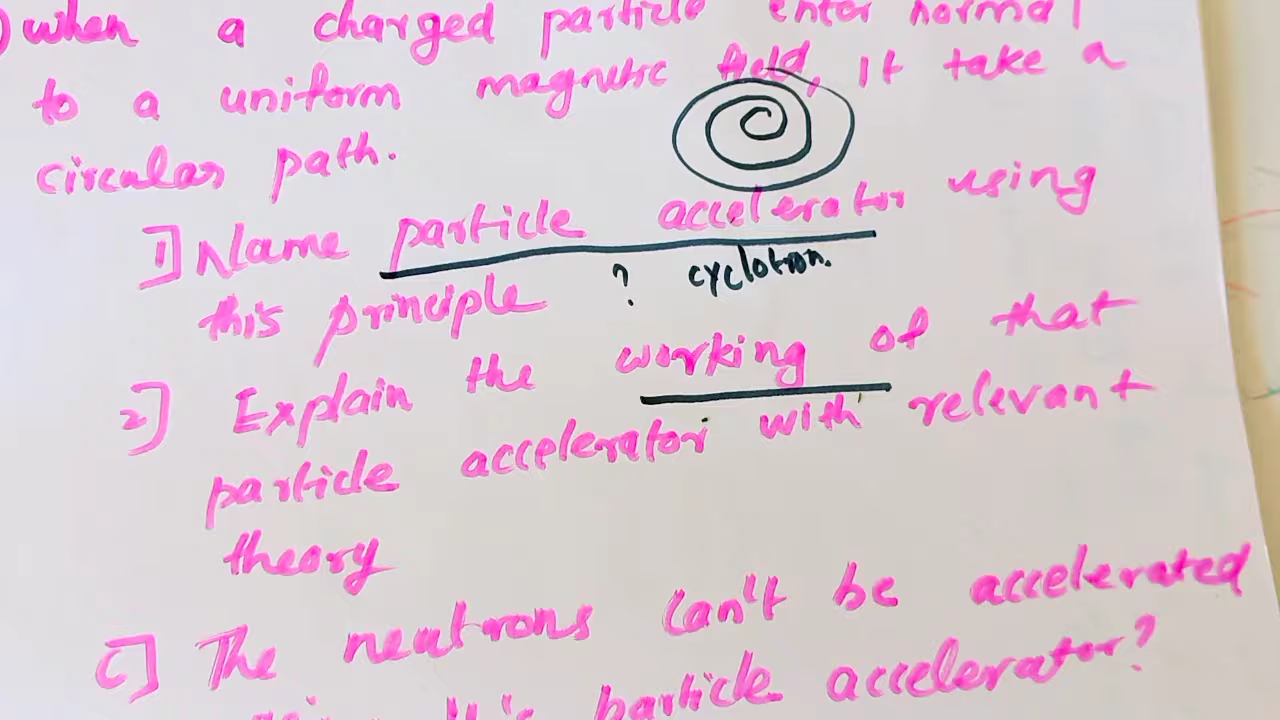 ) when a charged particle enter normal
to a uniform magnetic field, it take a
circular path.
1] Name particle accelerator using
this principle ? cyclotron.
2] Explain the working of that
particle accelerator with relevant
theory
C] The neutrons can't be accelerated
particle accelerator?